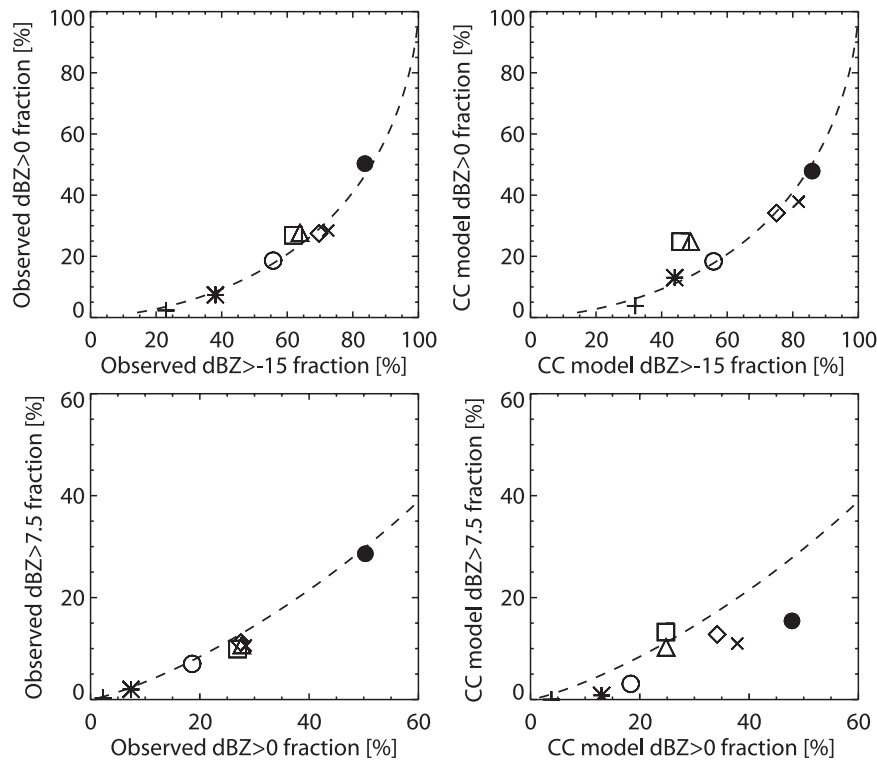 Observed dBZ>0 fraction [%]
100
80
60
40
20
0
0 20 40 60 80 100
Observed dBZ>-15 fraction [%]
CC model dBZ>0 fraction [%]
100
80
60
40
20
0
0 20 40 60 80 100
CC model dBZ>-15 fraction [%]
Observed dBZ>7.5 fraction [%]
60
40
20
0
0 20 40 60
Observed dBZ>0 fraction [%]
CC model dBZ>7.5 fraction [%]
60
40
20
0
0 20 40 60
CC model dBZ>0 fraction [%]